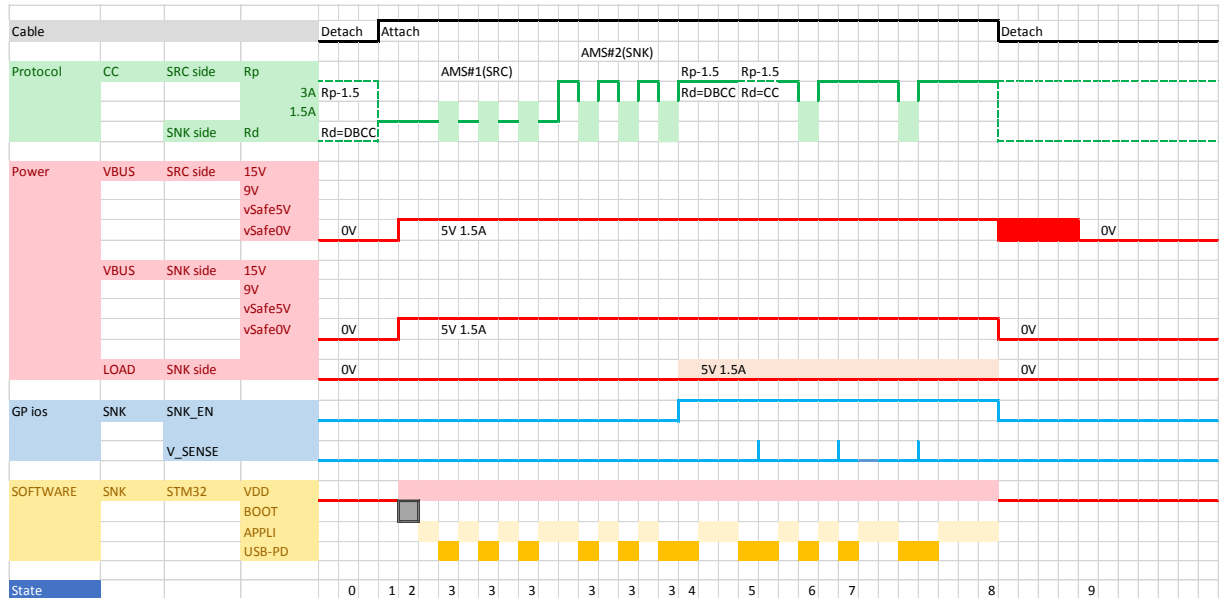 Cable Detach Attach Detach
AMS#2(SNK)
Protocol CC SRC side Rp AMS#1(SRC) Rp-1.5 Rp-1.5
3A Rp-1.5 Rd=DBCC Rd=CC
1.5A
SNK side Rd Rd=DBCC
Power VBUS SRC side 15V
9V
vSafe5V
vSafe0V 0V 5V 1.5A 0V
VBUS SNK side 15V
9V
vSafe5V
vSafe0V 0V 5V 1.5A 0V
LOAD SNK side 0V 5V 1.5A 0V
GP ios SNK SNK_EN
V_SENSE
SOFTWARE SNK STM32 VDD
BOOT
APPLI
USB-PD
State 0 1 2 3 3 3 3 3 3 4 5 6 7 8 9